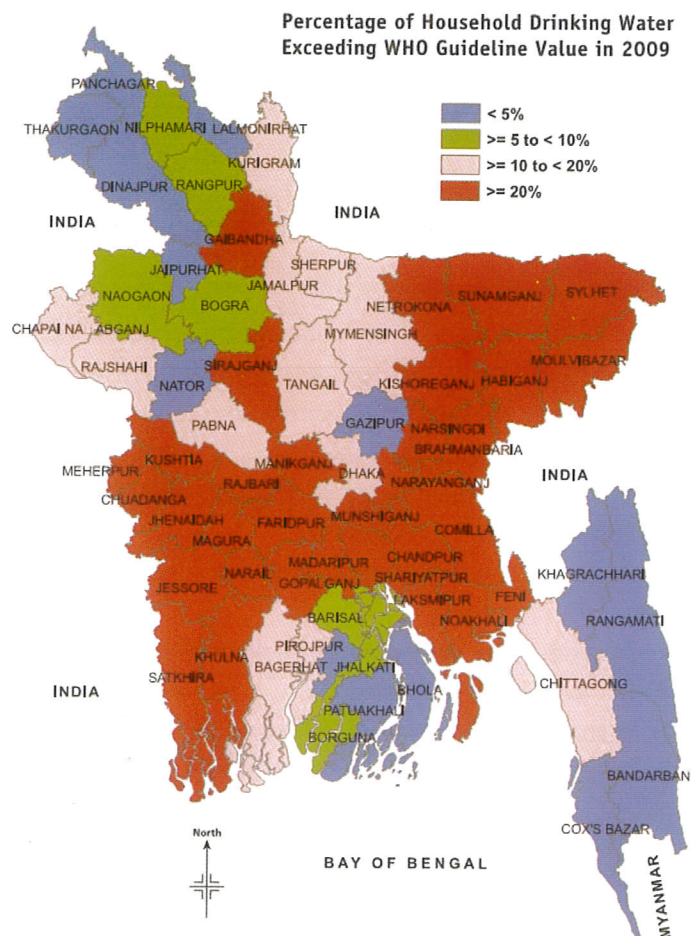 Percentage of Household Drinking Water
Exceeding WHO Guideline Value in 2009
< 5%
>= 5 to < 10%
>= 10 to < 20%
>= 20%
PANCHAGAR
THAKURGAON
NILPHAMARI
LALMONIRHAT
KURIGRAM
DINAJPUR
RANGPUR
INDIA
INDIA
GAIBANDHA
JAIPURHAT
SHERPUR
JAMALPUR
NAOGAON
BOGRA
NETROKONA
SUNAMGANJ
SYLHET
CHAPAI NA ABGANJ
MYMENSINGH
RAJSHAHI
SIRAJGANJ
MOULVIBAZAR
NATOR
TANGAIL
KISHOREGANJ
HABIGANJ
PABNA
GAZIPUR
NARSINGDI
BRAHMANBARIA
MEHERPUR
KUSHTIA
MANIKGANJ
DHAKA
INDIA
RAJBARI
NARAYANGANJ
CHUADANGA
JHENAIDAH
FARIDPUR
MUNSHIGANJ
COMILLA
MAGURA
MADARIPUR
CHANDPUR
JESSORE
NARAIL
GOPALGANJ
SHARIYATPUR
KHAGRACHHARI
LAKSMIPUR
FENI
BARISAL
NOAKHALI
RANGAMATI
PIROJPUR
KHULNA
BAGERHAT
JHALKATI
INDIA
SATKHIRA
BHOLA
CHITTAGONG
PATUAKHALI
BORGUNA
BANDARBAN
COX'S BAZAR
North
BAY OF BENGAL
MYANMAR